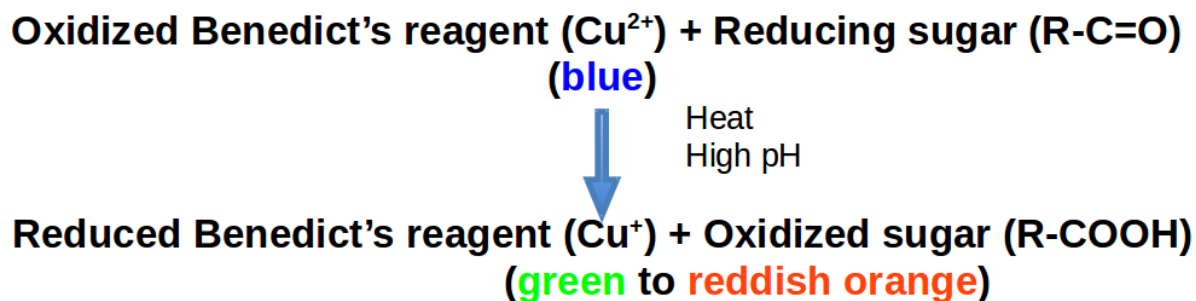 Oxidized Benedict’s reagent (Cu²⁺) + Reducing sugar (R-C=O)
(blue)
Heat
High pH
Reduced Benedict’s reagent (Cu⁺) + Oxidized sugar (R-COOH)
(green to reddish orange)